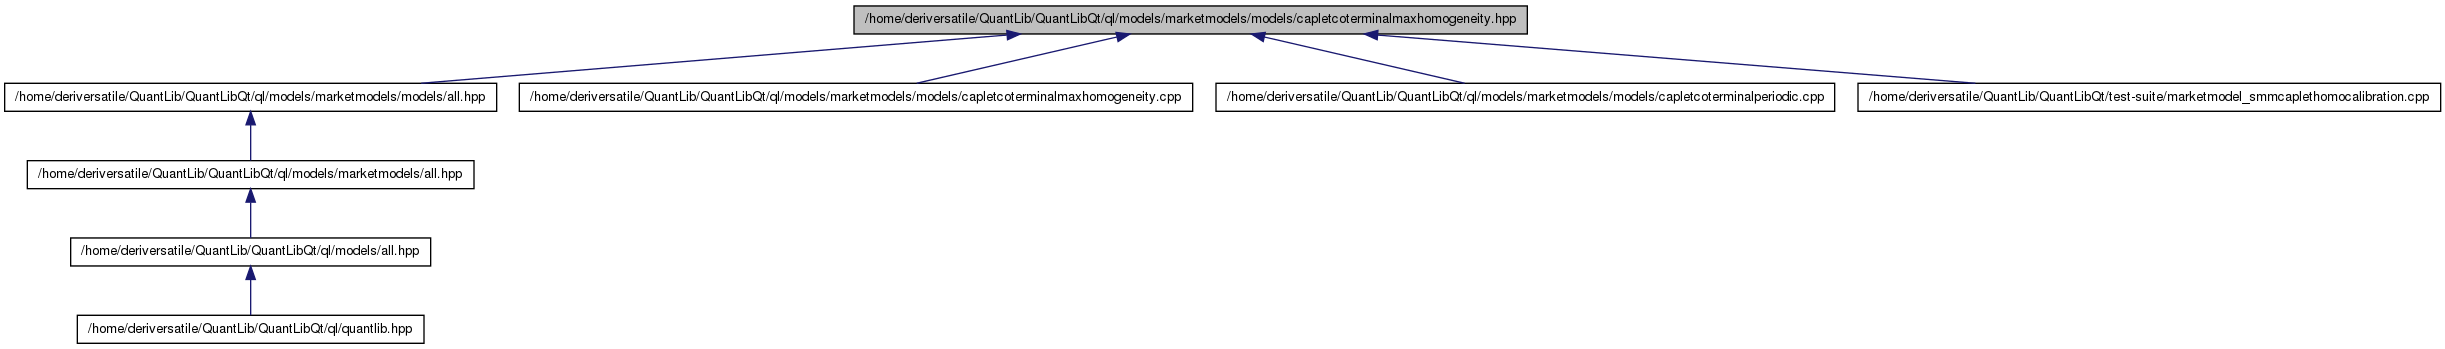 /home/deriversatile/QuantLib/QuantLibQt/ql/models/marketmodels/models/capletcoterminalmaxhomogeneity.hpp
/home/deriversatile/QuantLib/QuantLibQt/ql/models/marketmodels/models/all.hpp
/home/deriversatile/QuantLib/QuantLibQt/ql/models/marketmodels/models/capletcoterminalmaxhomogeneity.cpp
/home/deriversatile/QuantLib/QuantLibQt/ql/models/marketmodels/models/capletcoterminalperiodic.cpp
/home/deriversatile/QuantLib/QuantLibQt/test-suite/marketmodel_smmcaplethomocalibration.cpp
/home/deriversatile/QuantLib/QuantLibQt/ql/models/marketmodels/all.hpp
/home/deriversatile/QuantLib/QuantLibQt/ql/models/all.hpp
/home/deriversatile/QuantLib/QuantLibQt/ql/quantlib.hpp